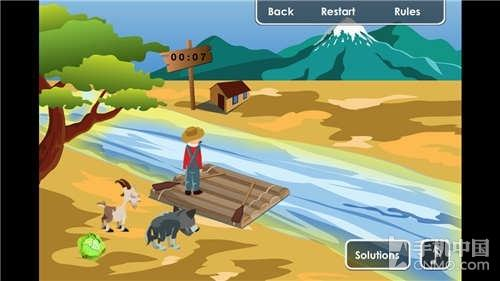 Back Restart Rules
00:07
Solutions
手机中国
CNMO.COM